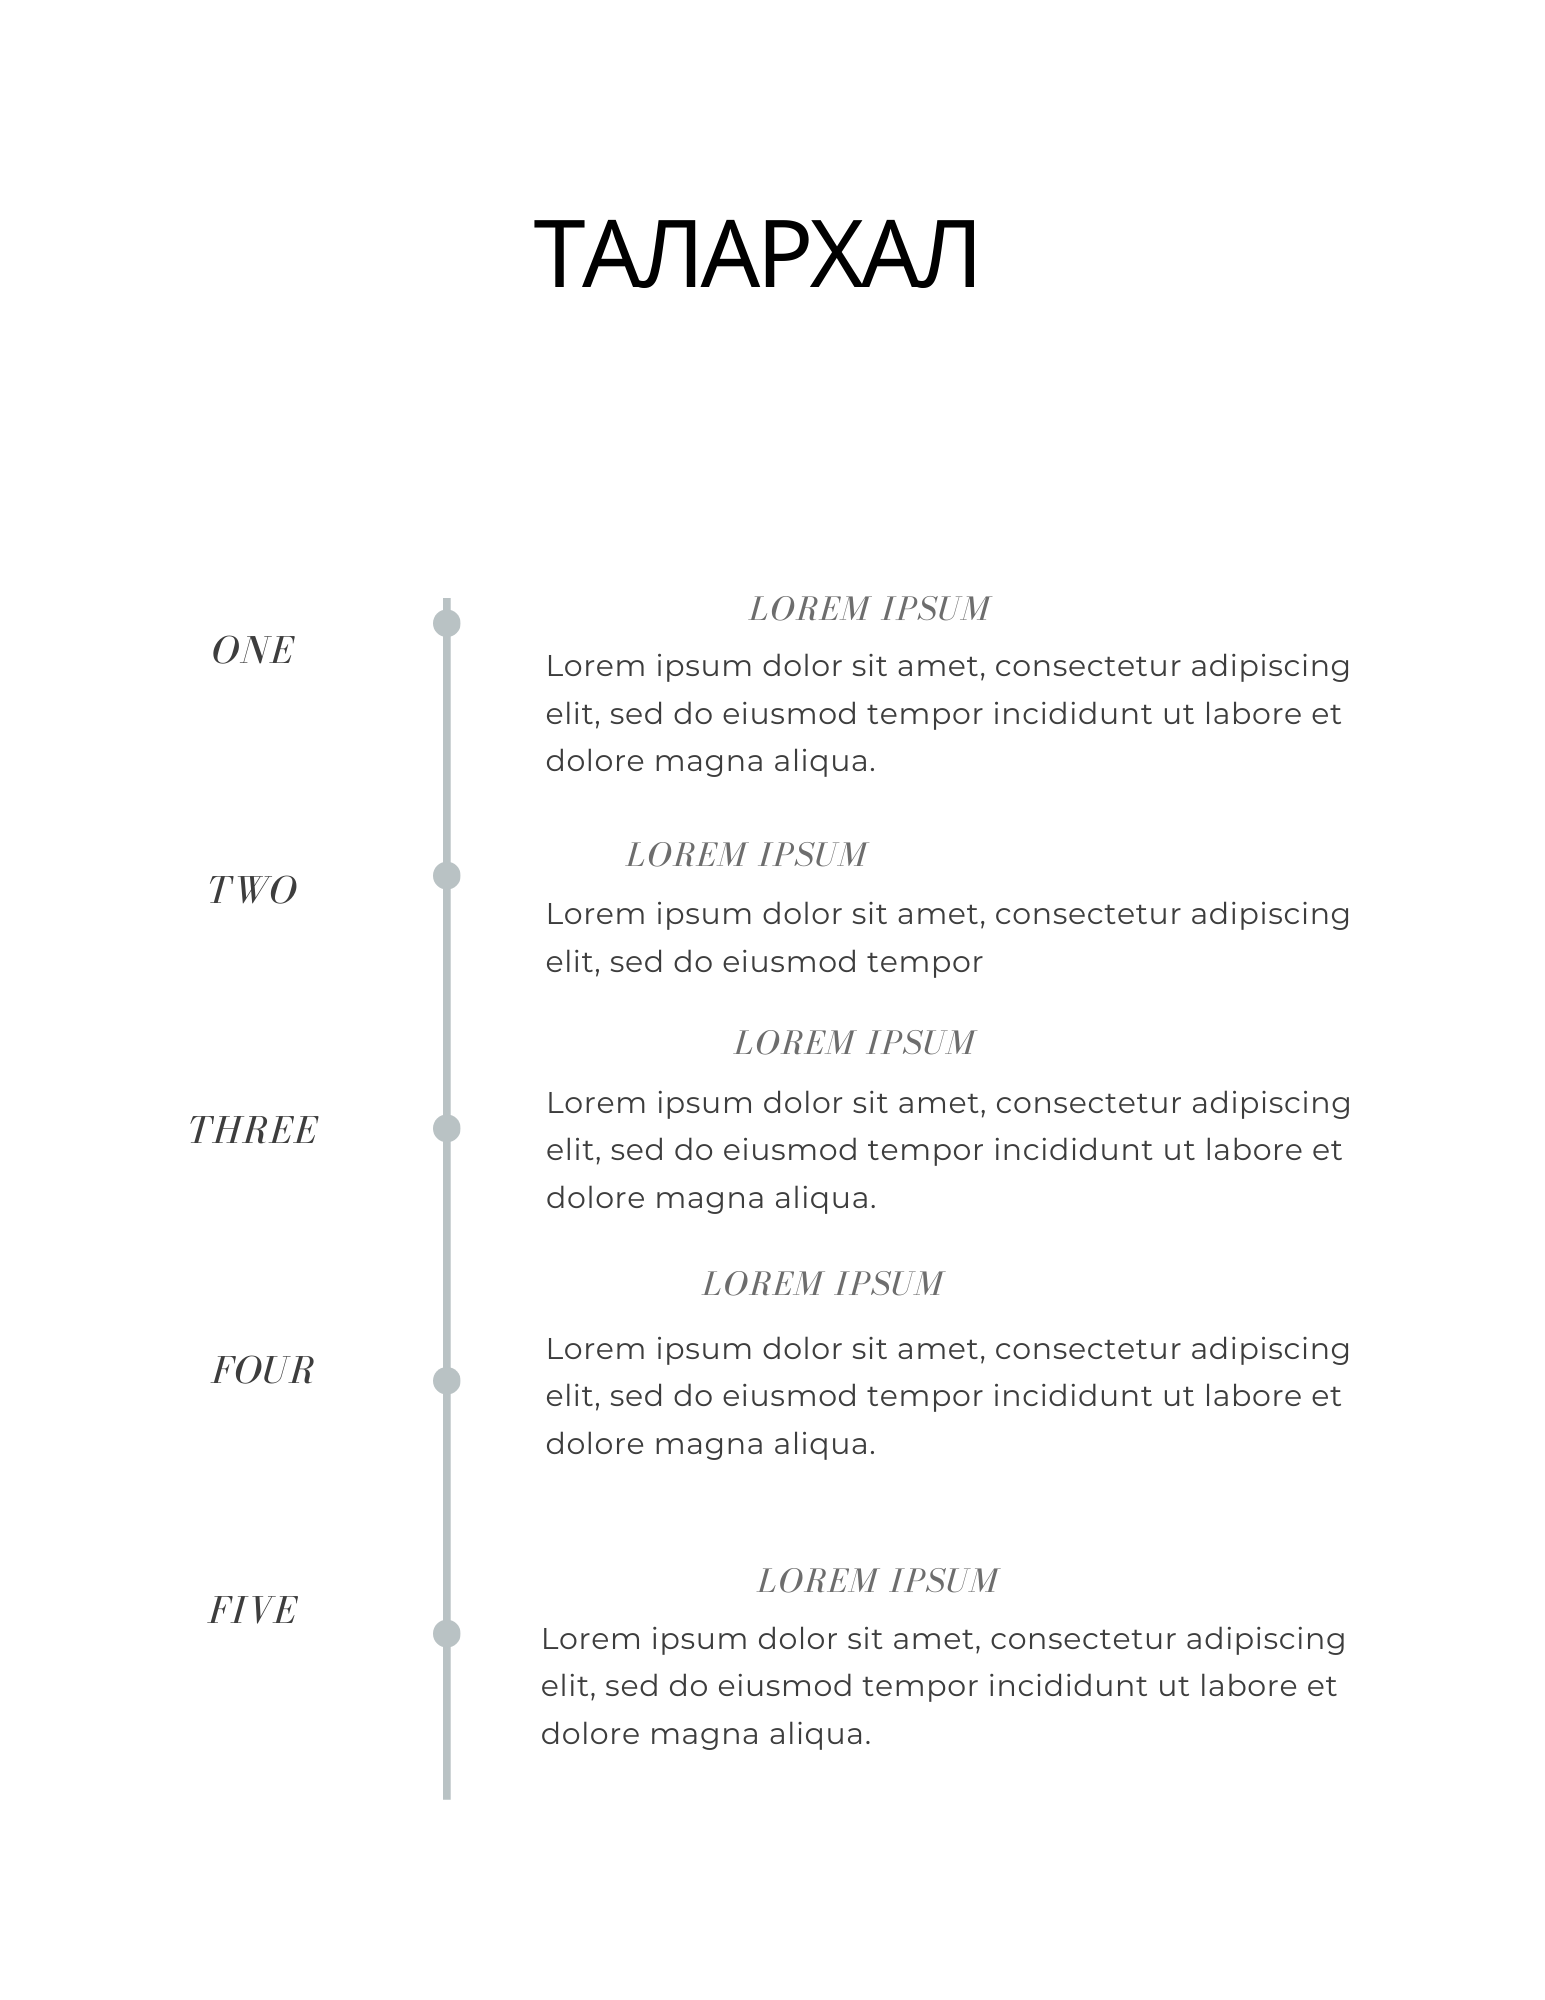 ТАЛАРХАЛ
ONE
LOREM IPSUM
Lorem ipsum dolor sit amet, consectetur adipiscing
elit, sed do eiusmod tempor incididunt ut labore et
dolore magna aliqua.
TWO
LOREM IPSUM
Lorem ipsum dolor sit amet, consectetur adipiscing
elit, sed do eiusmod tempor
THREE
LOREM IPSUM
Lorem ipsum dolor sit amet, consectetur adipiscing
elit, sed do eiusmod tempor incididunt ut labore et
dolore magna aliqua.
FOUR
LOREM IPSUM
Lorem ipsum dolor sit amet, consectetur adipiscing
elit, sed do eiusmod tempor incididunt ut labore et
dolore magna aliqua.
FIVE
LOREM IPSUM
Lorem ipsum dolor sit amet, consectetur adipiscing
elit, sed do eiusmod tempor incididunt ut labore et
dolore magna aliqua.